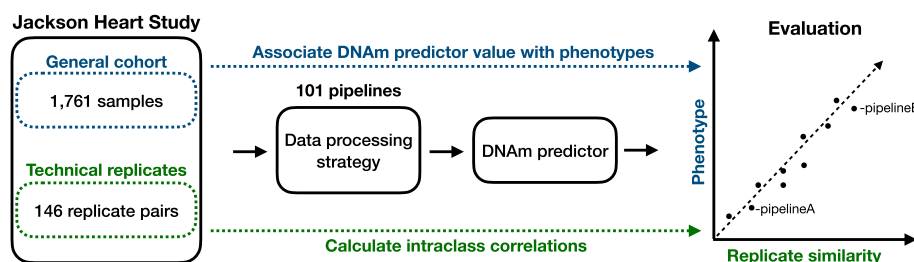 Jackson Heart Study
General cohort
1,761 samples
Technical replicates
146 replicate pairs
Associate DNAm predictor value with phenotypes
101 pipelines
Data processing
strategy
DNAm predictor
Calculate intraclass correlations
Evaluation
Phenotype
-pipelineB
-pipelineA
Replicate similarity